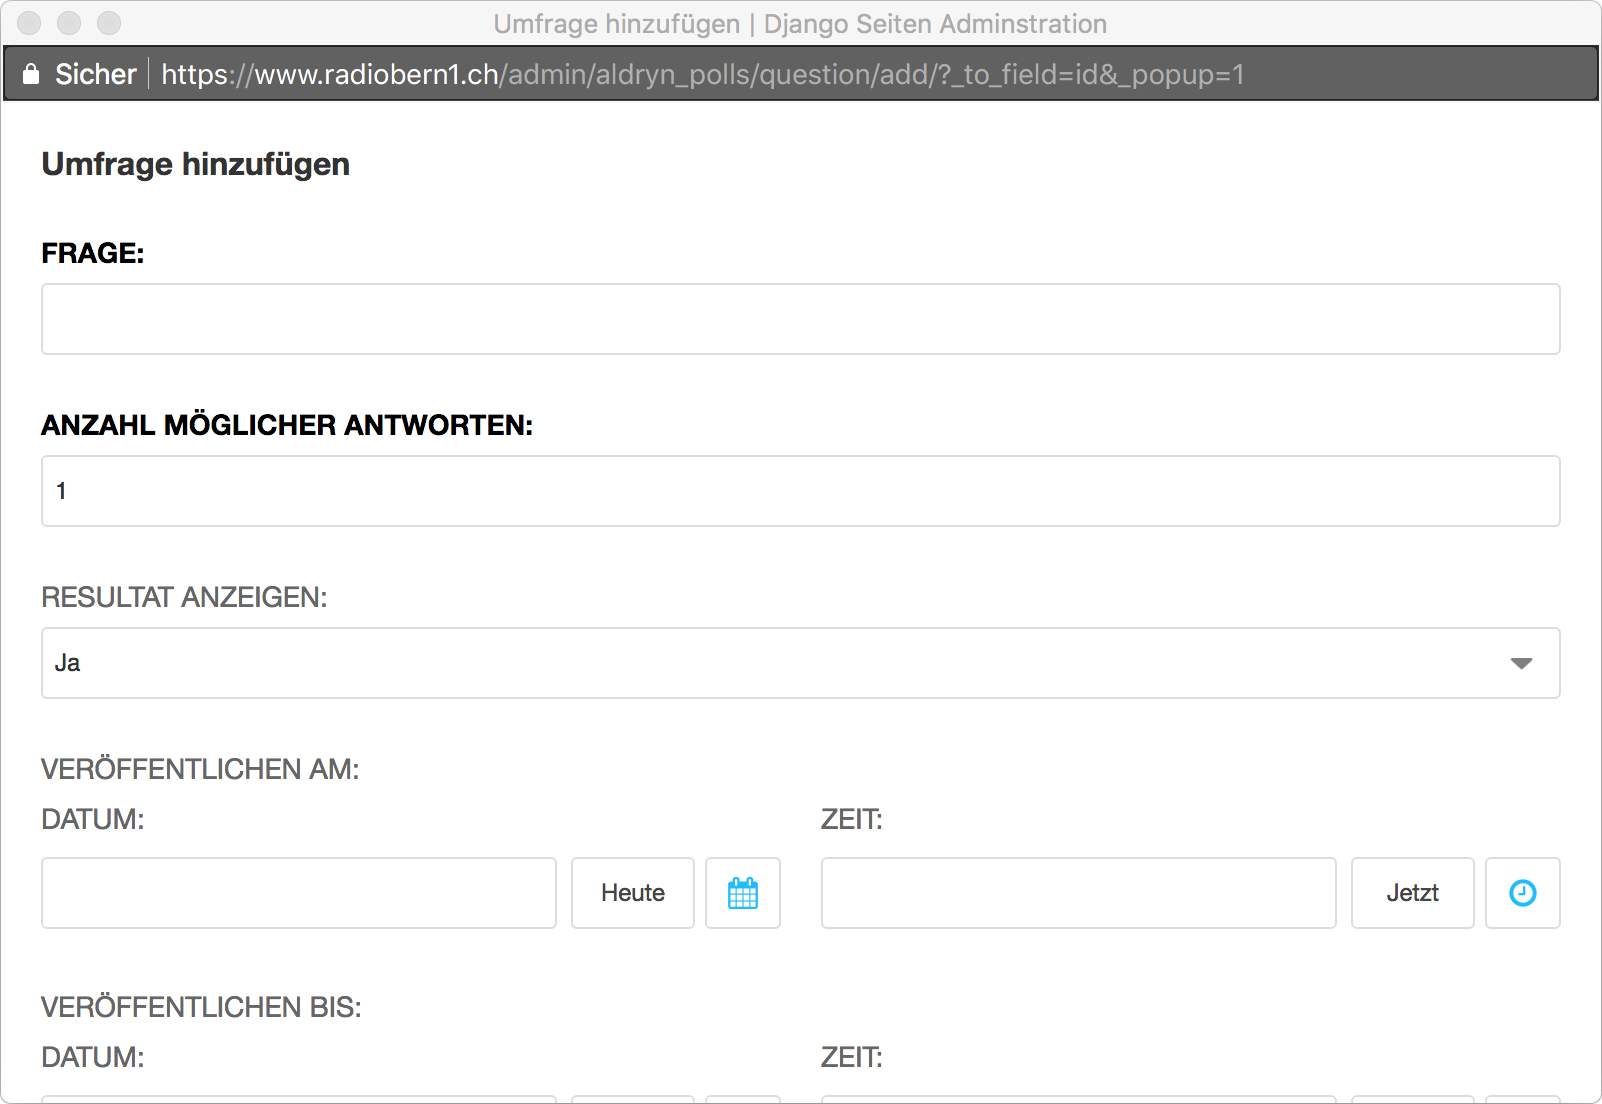 Umfrage hinzufügen | Django Seiten Adminstration
Sicher https://www.radiobern1.ch/admin/aldryn_polls/question/add/?_to_field=id&_popup=1
Umfrage hinzufügen
FRAGE:
ANZAHL MÖGLICHER ANTWORTEN:
1
RESULTAT ANZEIGEN:
Ja
VERÖFFENTLICHEN AM:
DATUM: ZEIT:
Heute Jetzt
VERÖFFENTLICHEN BIS:
DATUM: ZEIT: